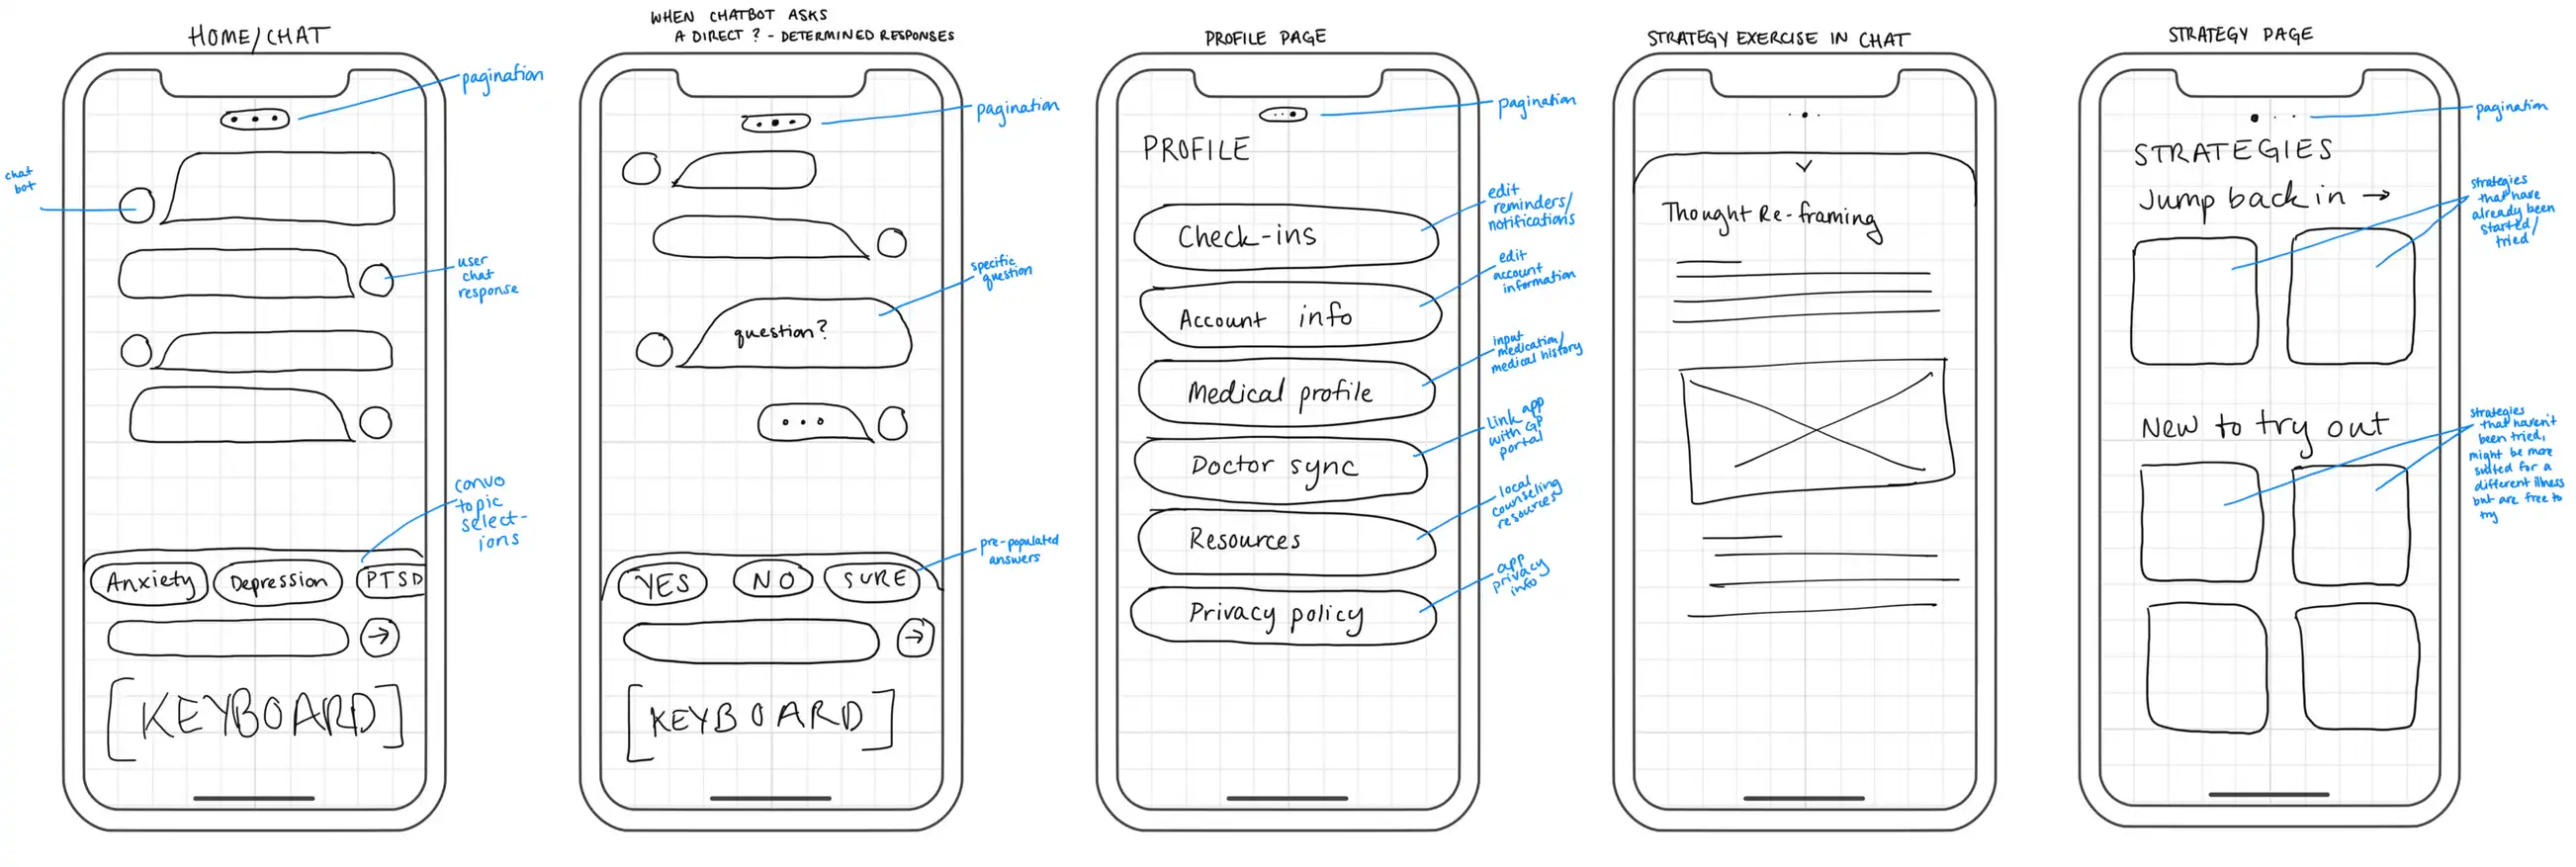 HOME/CHAT
pagination
chat
bot
user
chat
response
convo
topic
select-
ions
Anxiety
Depression
PTSD
[KEYBOARD]
WHEN CHATBOT ASKS
A DIRECT ? - DETERMINED RESPONSES
pagination
specific
question
question?
pre-populated
answers
YES
NO
SURE
[KEYBOARD]
PROFILE PAGE
pagination
PROFILE
Check-ins
edit
reminders/
notifications
Account info
edit
account
information
Medical profile
input
medication/
medical history
Doctor sync
Link app
with GP
portal
Resources
local
counseling
resources
Privacy policy
app
privacy
info
STRATEGY EXERCISE IN CHAT
Thought Re-framing
STRATEGY PAGE
pagination
STRATEGIES
Jump back in →
strategies
that have
already been
started/
tried
New to try out
strategies
that haven't
been tried,
might be more
suited for a
different illness
but are free to
try